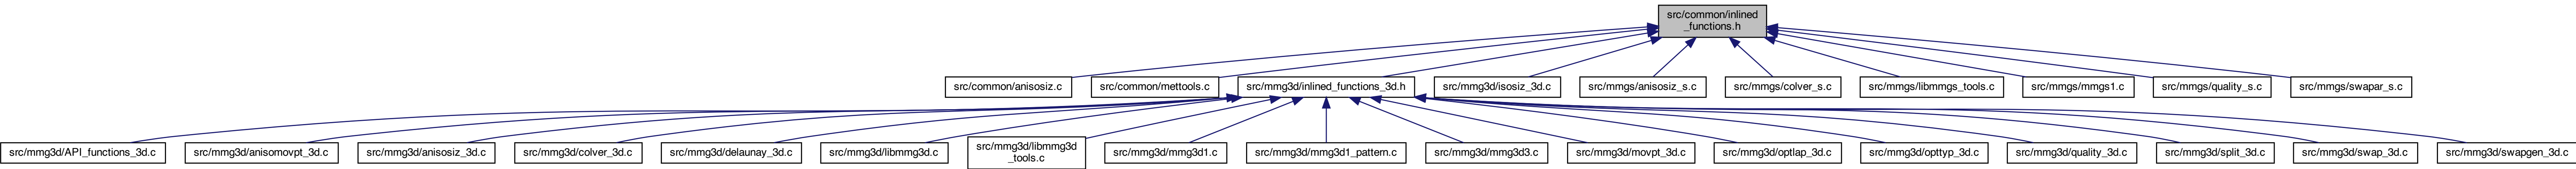 src/common/inlined
_functions.h
src/common/anisosiz.c
src/common/mettools.c
src/mmg3d/inlined_functions_3d.h
src/mmg3d/isosiz_3d.c
src/mmgs/anisosiz_s.c
src/mmgs/colver_s.c
src/mmgs/libmmgs_tools.c
src/mmgs/mmgs1.c
src/mmgs/quality_s.c
src/mmgs/swapar_s.c
src/mmg3d/API_functions_3d.c
src/mmg3d/anisomovpt_3d.c
src/mmg3d/anisosiz_3d.c
src/mmg3d/colver_3d.c
src/mmg3d/delaunay_3d.c
src/mmg3d/libmmg3d.c
src/mmg3d/libmmg3d
_tools.c
src/mmg3d/mmg3d1.c
src/mmg3d/mmg3d1_pattern.c
src/mmg3d/mmg3d3.c
src/mmg3d/movpt_3d.c
src/mmg3d/optlap_3d.c
src/mmg3d/opttyp_3d.c
src/mmg3d/quality_3d.c
src/mmg3d/split_3d.c
src/mmg3d/swap_3d.c
src/mmg3d/swapgen_3d.c